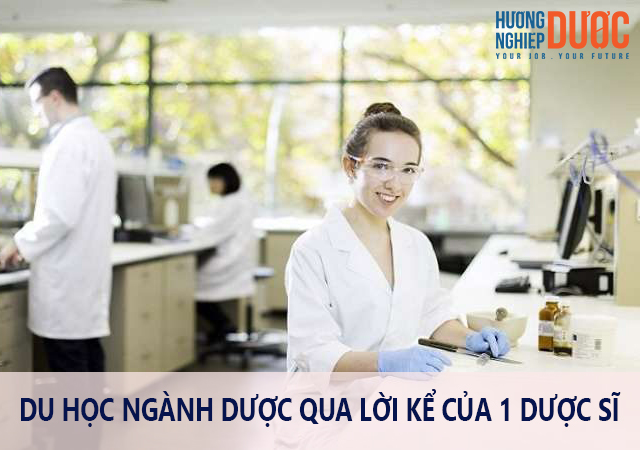 HƯỚNG NGHIỆP DƯỢC
YOUR JOB . YOUR FUTURE
DU HỌC NGÀNH DƯỢC QUA LỜI KỂ CỦA 1 DƯỢC SĨ